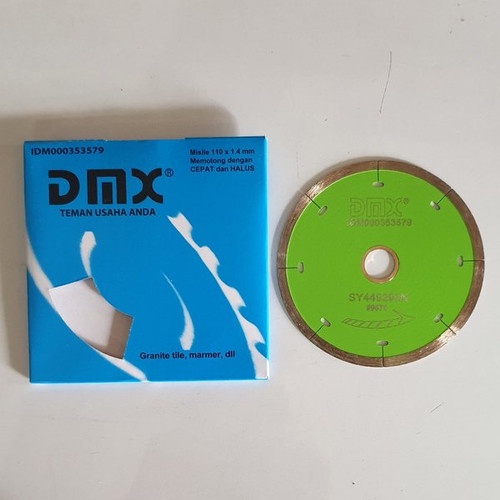 IDM000353579
Misile 110 x 1.4 mm
Memotong dengan
CEPAT dan HALUS
DMX®
TEMAN USAHA ANDA
Granite tile, marmer, dll
DMX®
IDM000353579